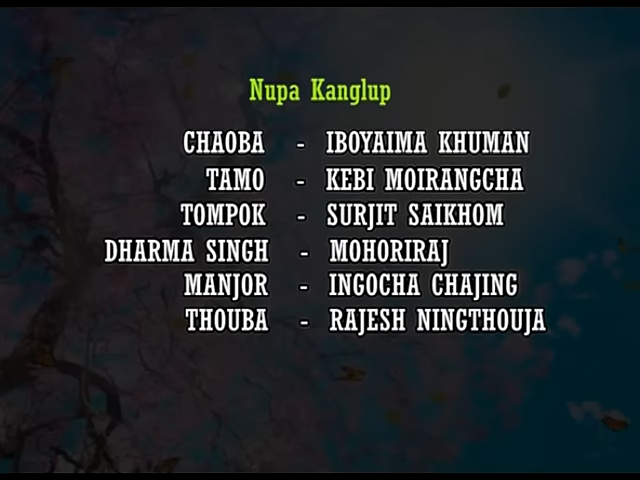 Nupa Kanglup
CHAOBA - IBOYAIMA KHUMAN
TAMO - KEBI MOIRANGCHA
TOMPOK - SURJIT SAIKHOM
DHARMA SINGH - MOHORIRAJ
MANJOR - INGOCHA CHAJING
THOUBA - RAJESH NINGTHOUJA